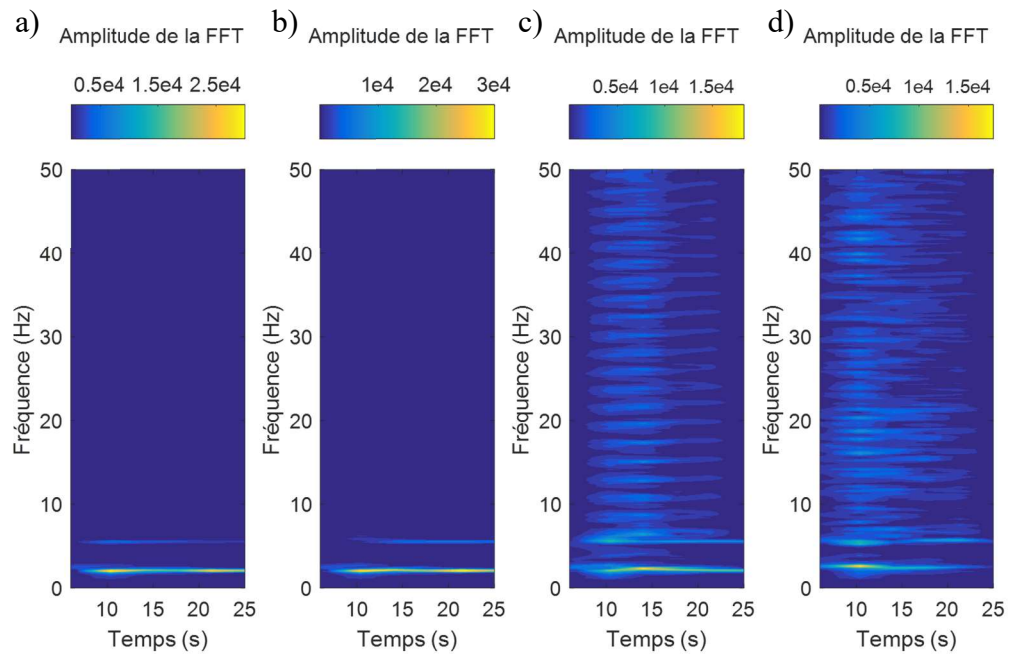 a) b) c) d)
Amplitude de la FFT Amplitude de la FFT Amplitude de la FFT Amplitude de la FFT
0.5e4 1.5e4 2.5e4 1e4 2e4 3e4 0.5e4 1e4 1.5e4 0.5e4 1e4 1.5e4
50 50 50 50
40 40 40 40
30 30 30 30
20 20 20 20
10 10 10 10
0 0 0 0
Fréquence (Hz) Fréquence (Hz) Fréquence (Hz) Fréquence (Hz)
10 15 20 25 10 15 20 25 10 15 20 25 10 15 20 25
Temps (s) Temps (s) Temps (s) Temps (s)